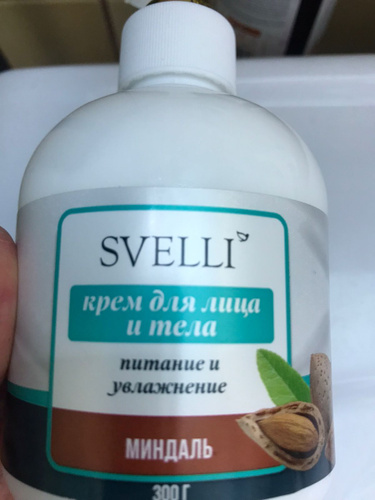 SVELLI
крем для лица
и тела
питание и
увлажнение
МИНДАЛЬ
300 Г